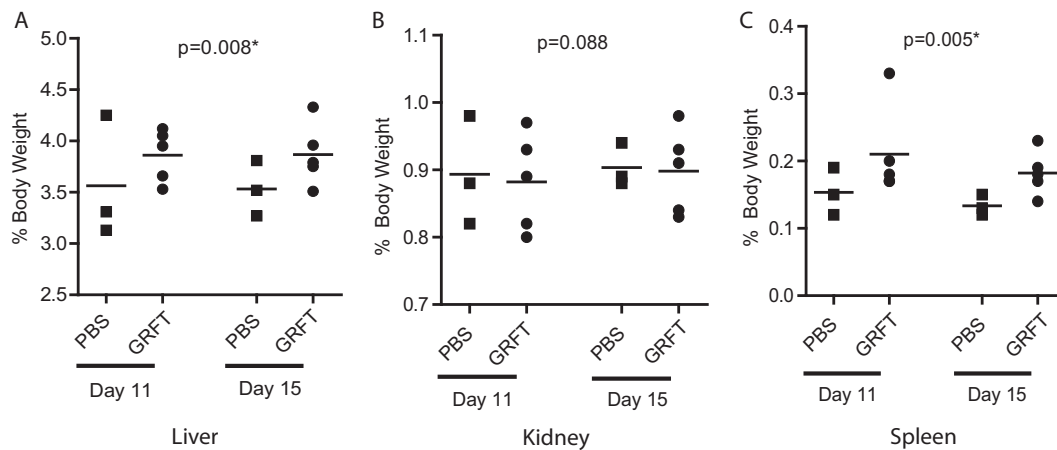 A
p=0.008*
% Body Weight
5.0
4.5
4.0
3.5
3.0
2.5
PBS
GRFT
PBS
GRFT
Day 11
Day 15
Liver
B
p=0.088
% Body Weight
1.1
1.0
0.9
0.8
0.7
PBS
GRFT
PBS
GRFT
Day 11
Day 15
Kidney
C
p=0.005*
% Body Weight
0.4
0.3
0.2
0.1
0.0
PBS
GRFT
PBS
GRFT
Day 11
Day 15
Spleen